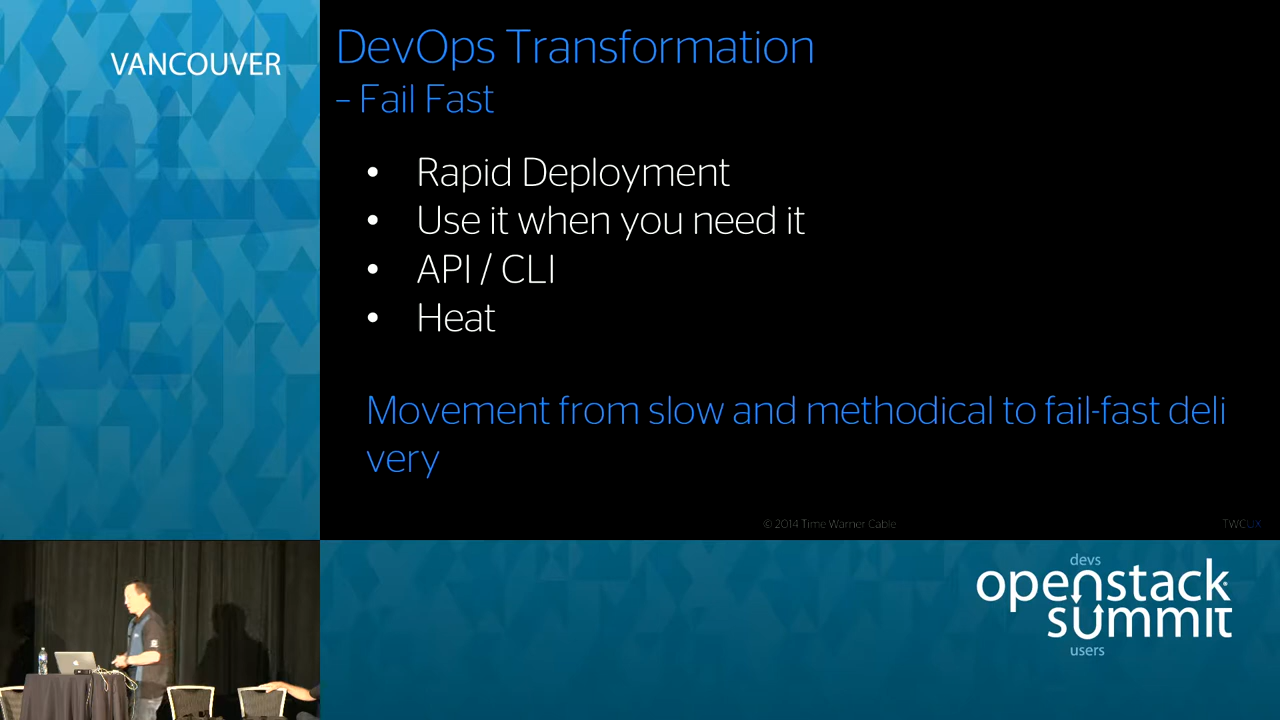 VANCOUVER
DevOps Transformation
– Fail Fast
• Rapid Deployment
• Use it when you need it
• API / CLI
• Heat
Movement from slow and methodical to fail-fast deli
very
© 2014 Time Warner Cable
TWCUX
devs
openstack
summit
users